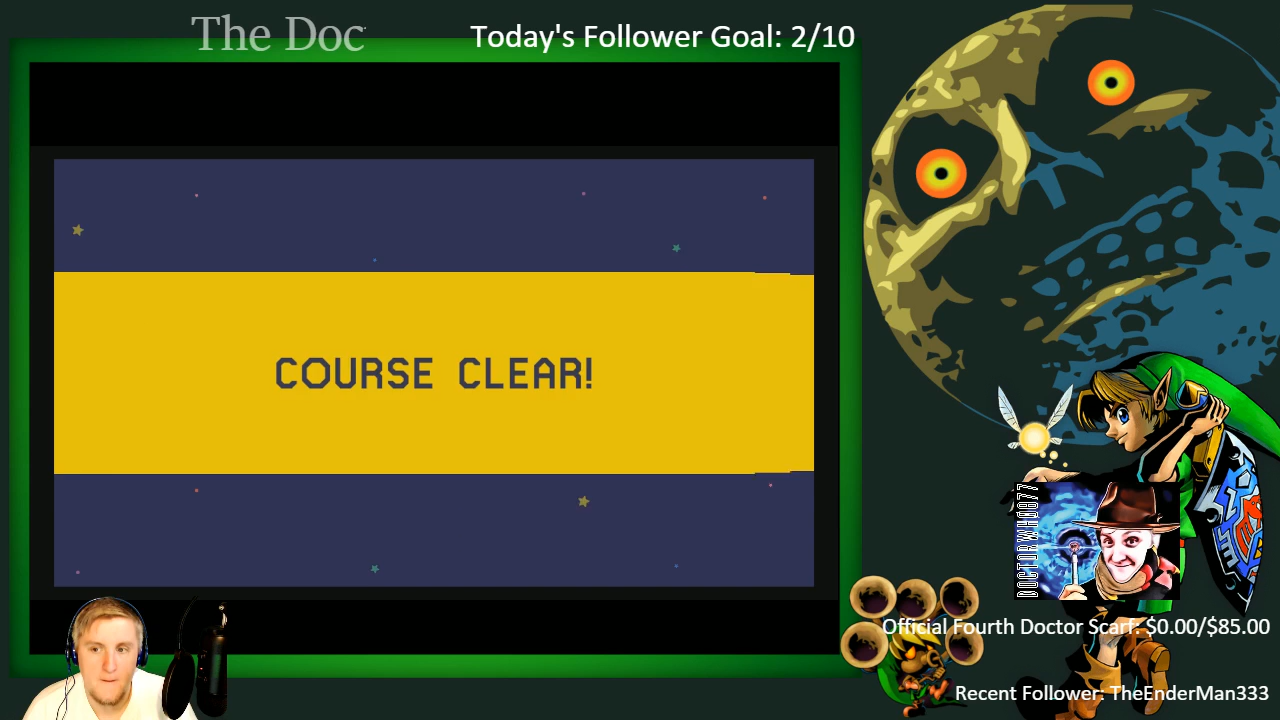 The Doc
Today's Follower Goal: 2/10
COURSE CLEAR!
DOCTORWHO877
Official Fourth Doctor Scarf: $0.00/$85.00
Recent Follower: TheEnderMan333